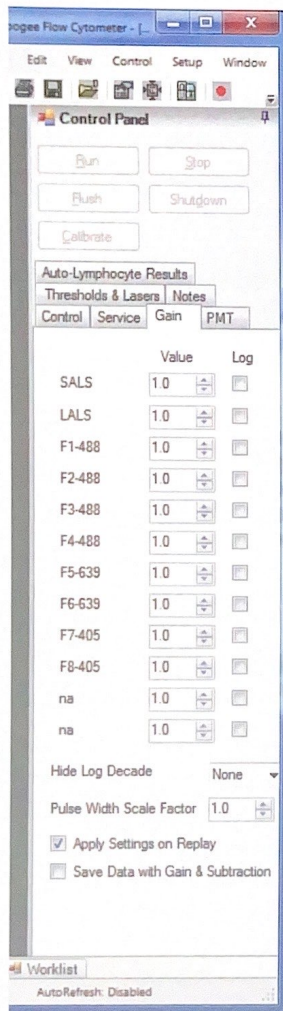 ogee Flow Cytometer - [
Edit View Control Setup Window
Control Panel
Run Stop
Flush Shutdown
Calibrate
Auto-Lymphocyte Results
Thresholds & Lasers Notes
Control Service Gain PMT
Value Log
SALS 1.0
LALS 1.0
F1-488 1.0
F2-488 1.0
F3-488 1.0
F4-488 1.0
F5-639 1.0
F6-639 1.0
F7-405 1.0
F8-405 1.0
na 1.0
na 1.0
Hide Log Decade None
Pulse Width Scale Factor 1.0
Apply Settings on Replay
Save Data with Gain & Subtraction
Worklist
AutoRefresh: Disabled